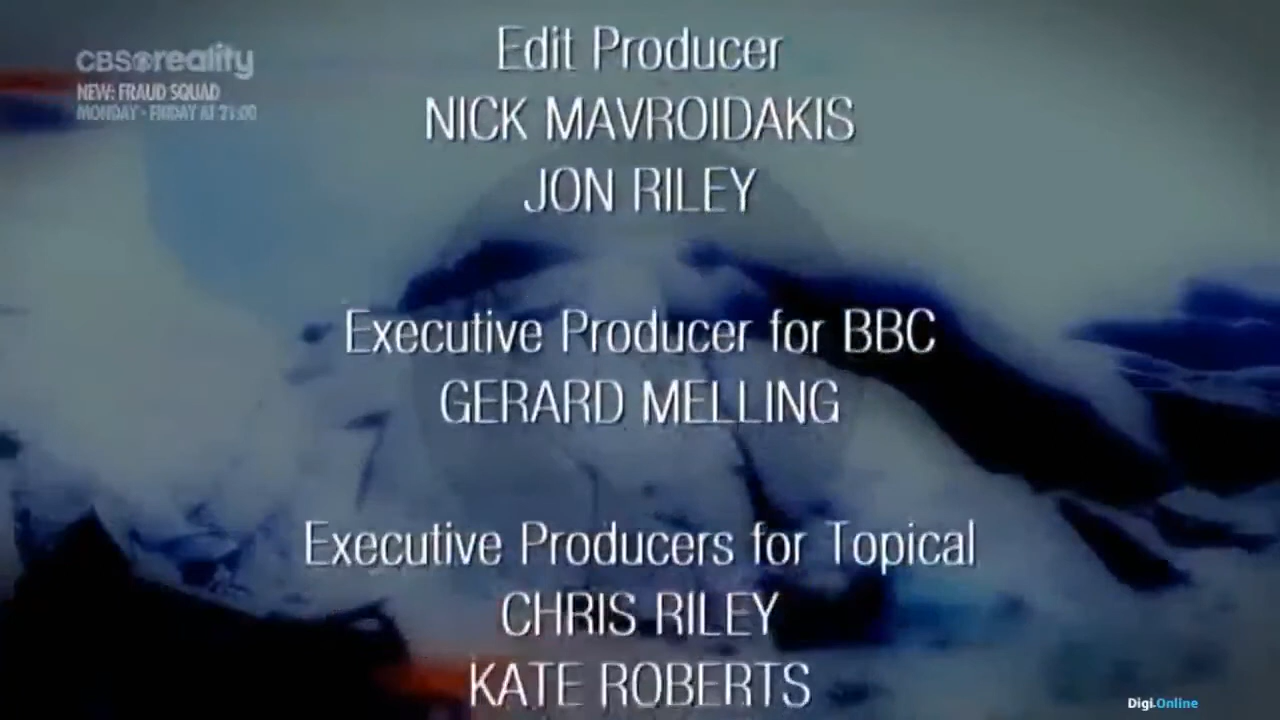 CBS reality
NEW: FRAUD SQUAD
MONDAY - FRIDAY AT 21:00
Edit Producer
NICK MAVROIDAKIS
JON RILEY
Executive Producer for BBC
GERARD MELLING
Executive Producers for Topical
CHRIS RILEY
KATE ROBERTS
Digi.Online